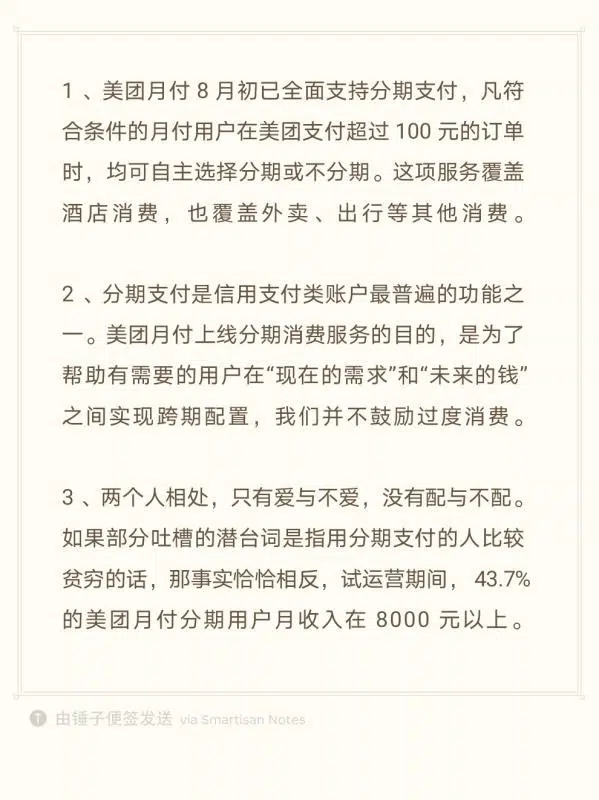 1、美团月付 8 月初已全面支持分期支付，凡符
合条件的月付用户在美团支付超过 100 元的订单
时，均可自主选择分期或不分期。这项服务覆盖
酒店消费，也覆盖外卖、出行等其他消费。
2、分期支付是信用支付类账户最普遍的功能之
一。美团月付上线分期消费服务的目的，是为了
帮助有需要的用户在“现在的需求”和“未来的钱”
之间实现跨期配置，我们并不鼓励过度消费。
3、两个人相处，只有爱与不爱，没有配与不配。
如果部分吐槽的潜台词是指用分期支付的人比较
贫穷的话，那事实恰恰相反，试运营期间， 43.7%
的美团月付分期用户月收入在 8000 元以上。
T 由锤子便签发送 via Smartisan Notes